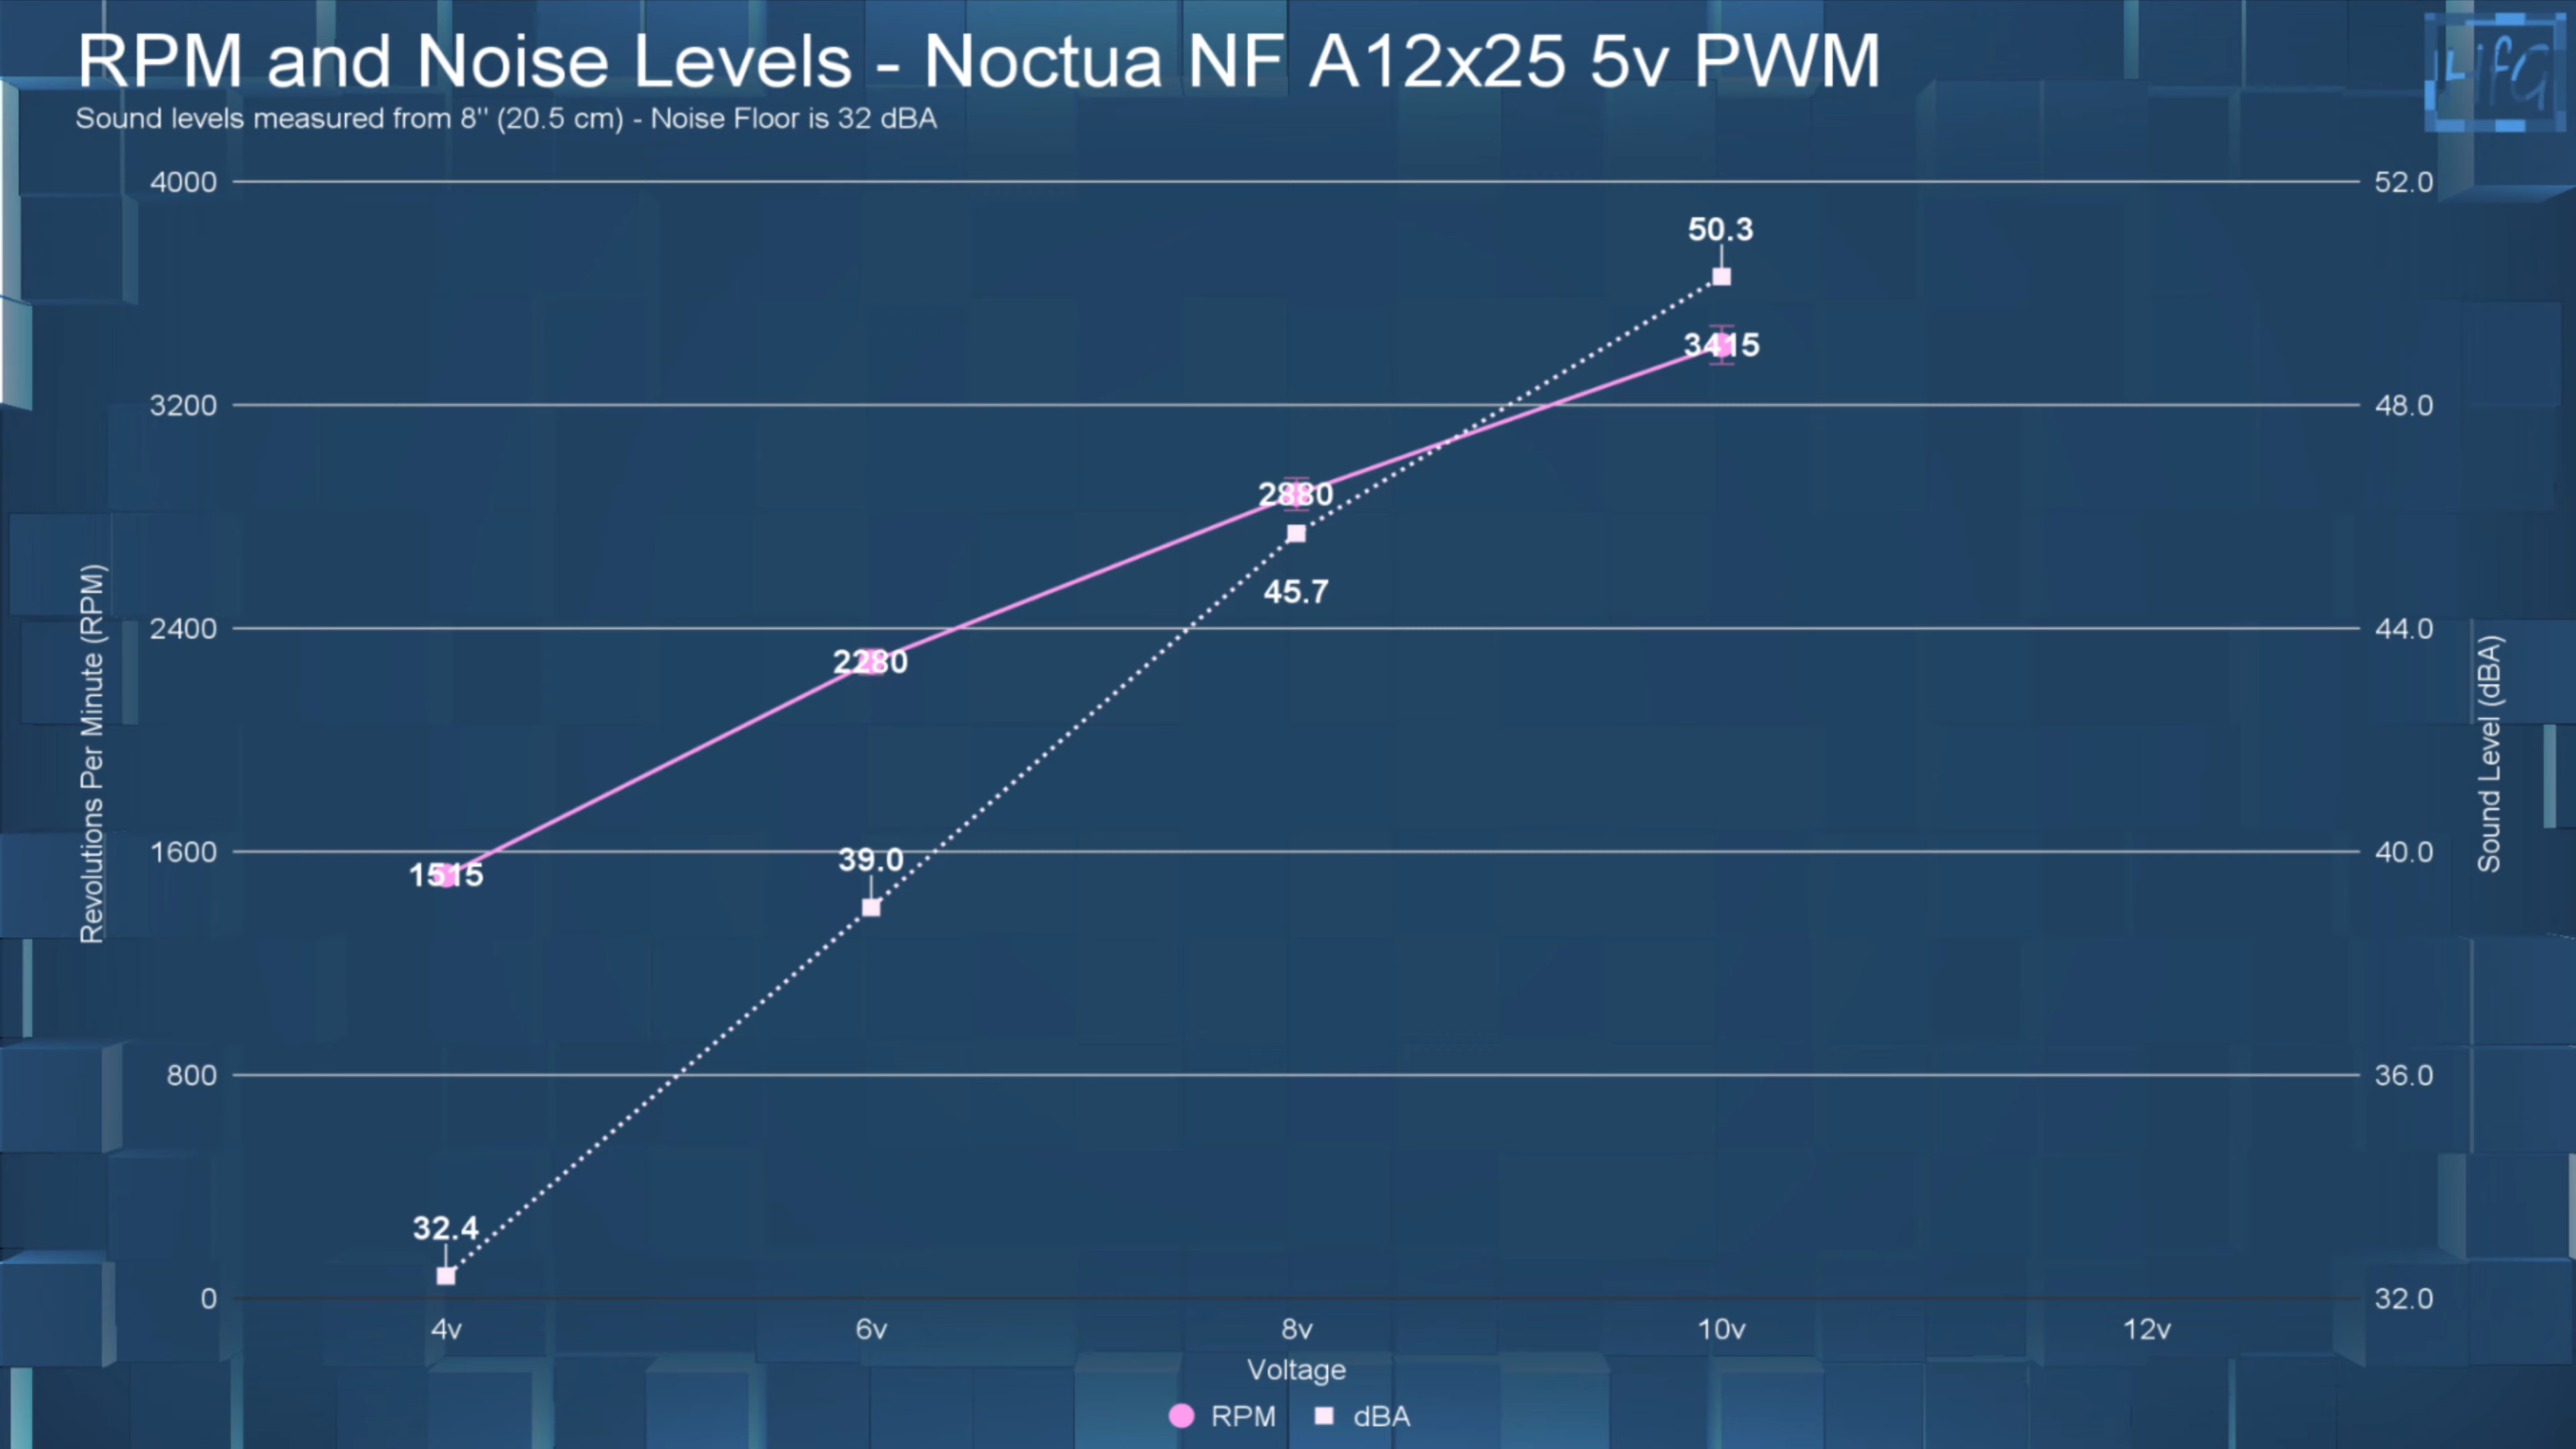 RPM and Noise Levels - Noctua NF A12x25 5v PWM
Sound levels measured from 8" (20.5 cm) - Noise Floor is 32 dBA
HfG
4000
52.0
50.3
3415
3200
48.0
2880
45.7
2400
44.0
2280
Revolutions Per Minute (RPM)
Sound Level (dBA)
1600
40.0
39.0
1515
800
36.0
32.4
0
32.0
4v
6v
8v
10v
12v
Voltage
RPM
dBA